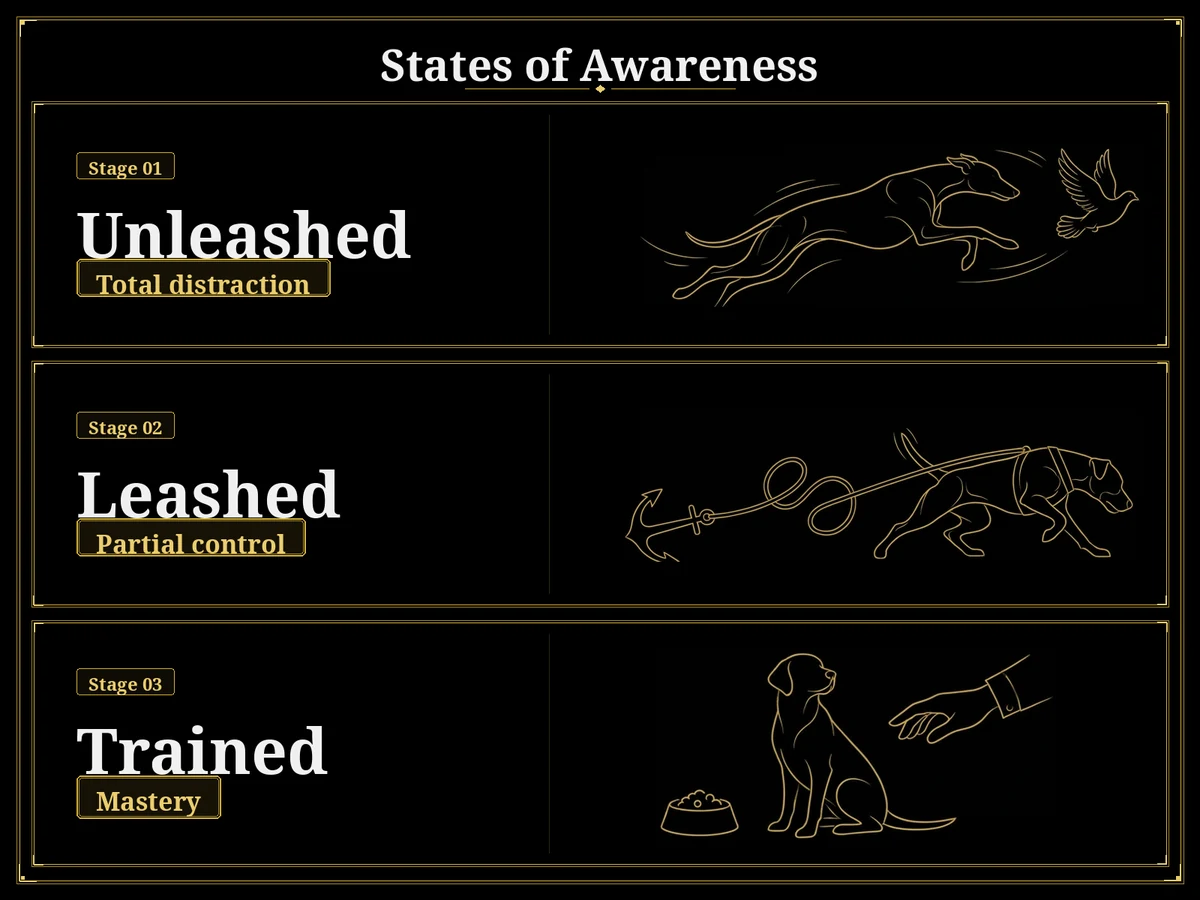 States of Awareness
Stage 01
Unleashed
Total distraction
Stage 02
Leashed
Partial control
Stage 03
Trained
Mastery